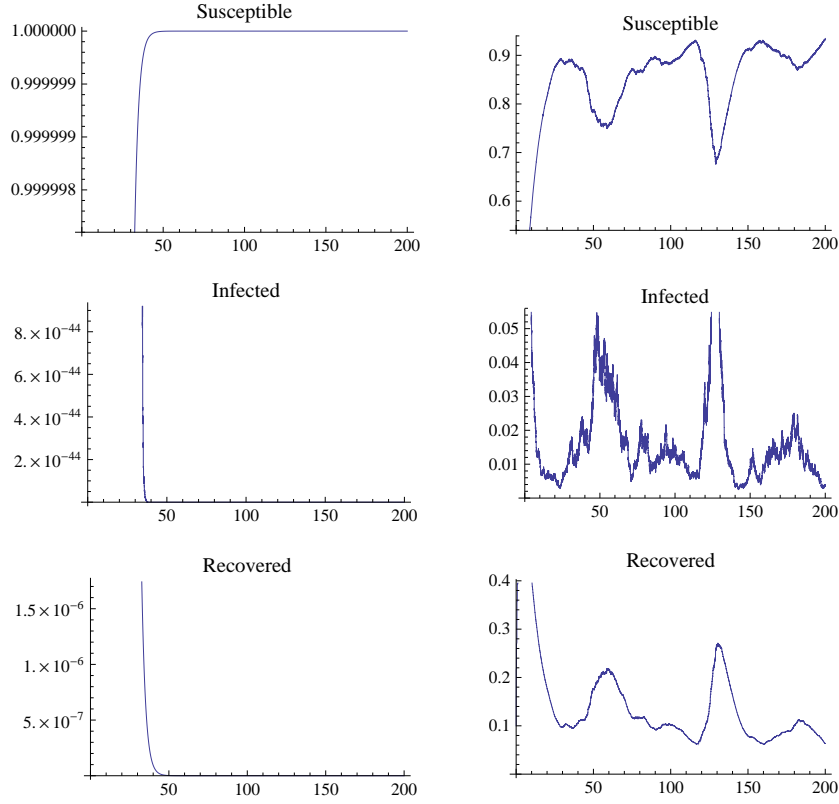 Susceptible
1.000000
0.999999
0.999999
0.999998
50 100 150 200
Susceptible
0.9
0.8
0.7
0.6
50 100 150 200
Infected
8. × 10^-44
6. × 10^-44
4. × 10^-44
2. × 10^-44
50 100 150 200
Infected
0.05
0.04
0.03
0.02
0.01
50 100 150 200
Recovered
1.5 × 10^-6
1. × 10^-6
5. × 10^-7
50 100 150 200
Recovered
0.4
0.3
0.2
0.1
50 100 150 200